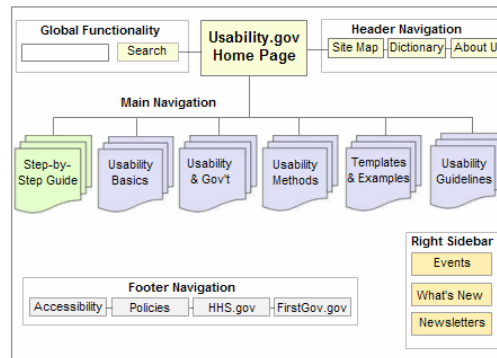 Global Functionality
Search
Usability.gov
Home Page
Header Navigation
Site Map
Dictionary
About U
Main Navigation
Step-by-
Step Guide
Usability
Basics
Usability
& Gov't
Usability
Methods
Templates
& Examples
Usability
Guidelines
Right Sidebar
Events
What's New
Newsletters
Footer Navigation
Accessibility
Policies
HHS.gov
FirstGov.gov